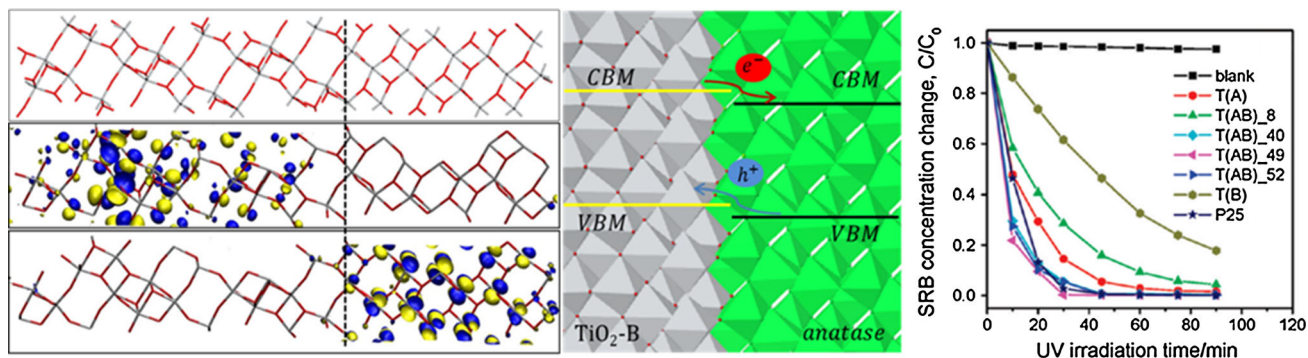 CBM
e⁻
CBM
h⁺
VBM
VBM
TiO₂-B
anatase
SRB concentration change, C/C₀
1.0
0.8
0.6
0.4
0.2
0.0
blank
T(A)
T(AB)_8
T(AB)_40
T(AB)_49
T(AB)_52
T(B)
P25
0 20 40 60 80 100 120
UV irradiation time/min